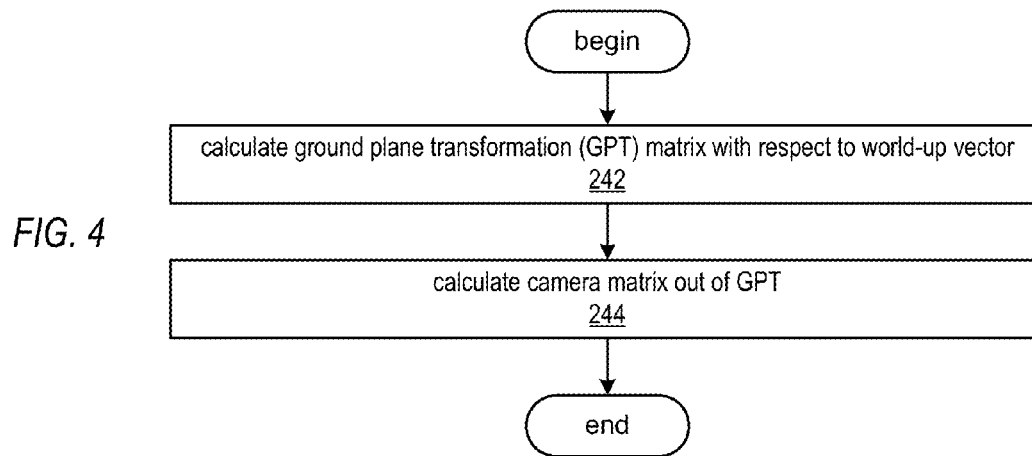 begin
calculate ground plane transformation (GPT) matrix with respect to world-up vector
242
FIG. 4
calculate camera matrix out of GPT
244
end